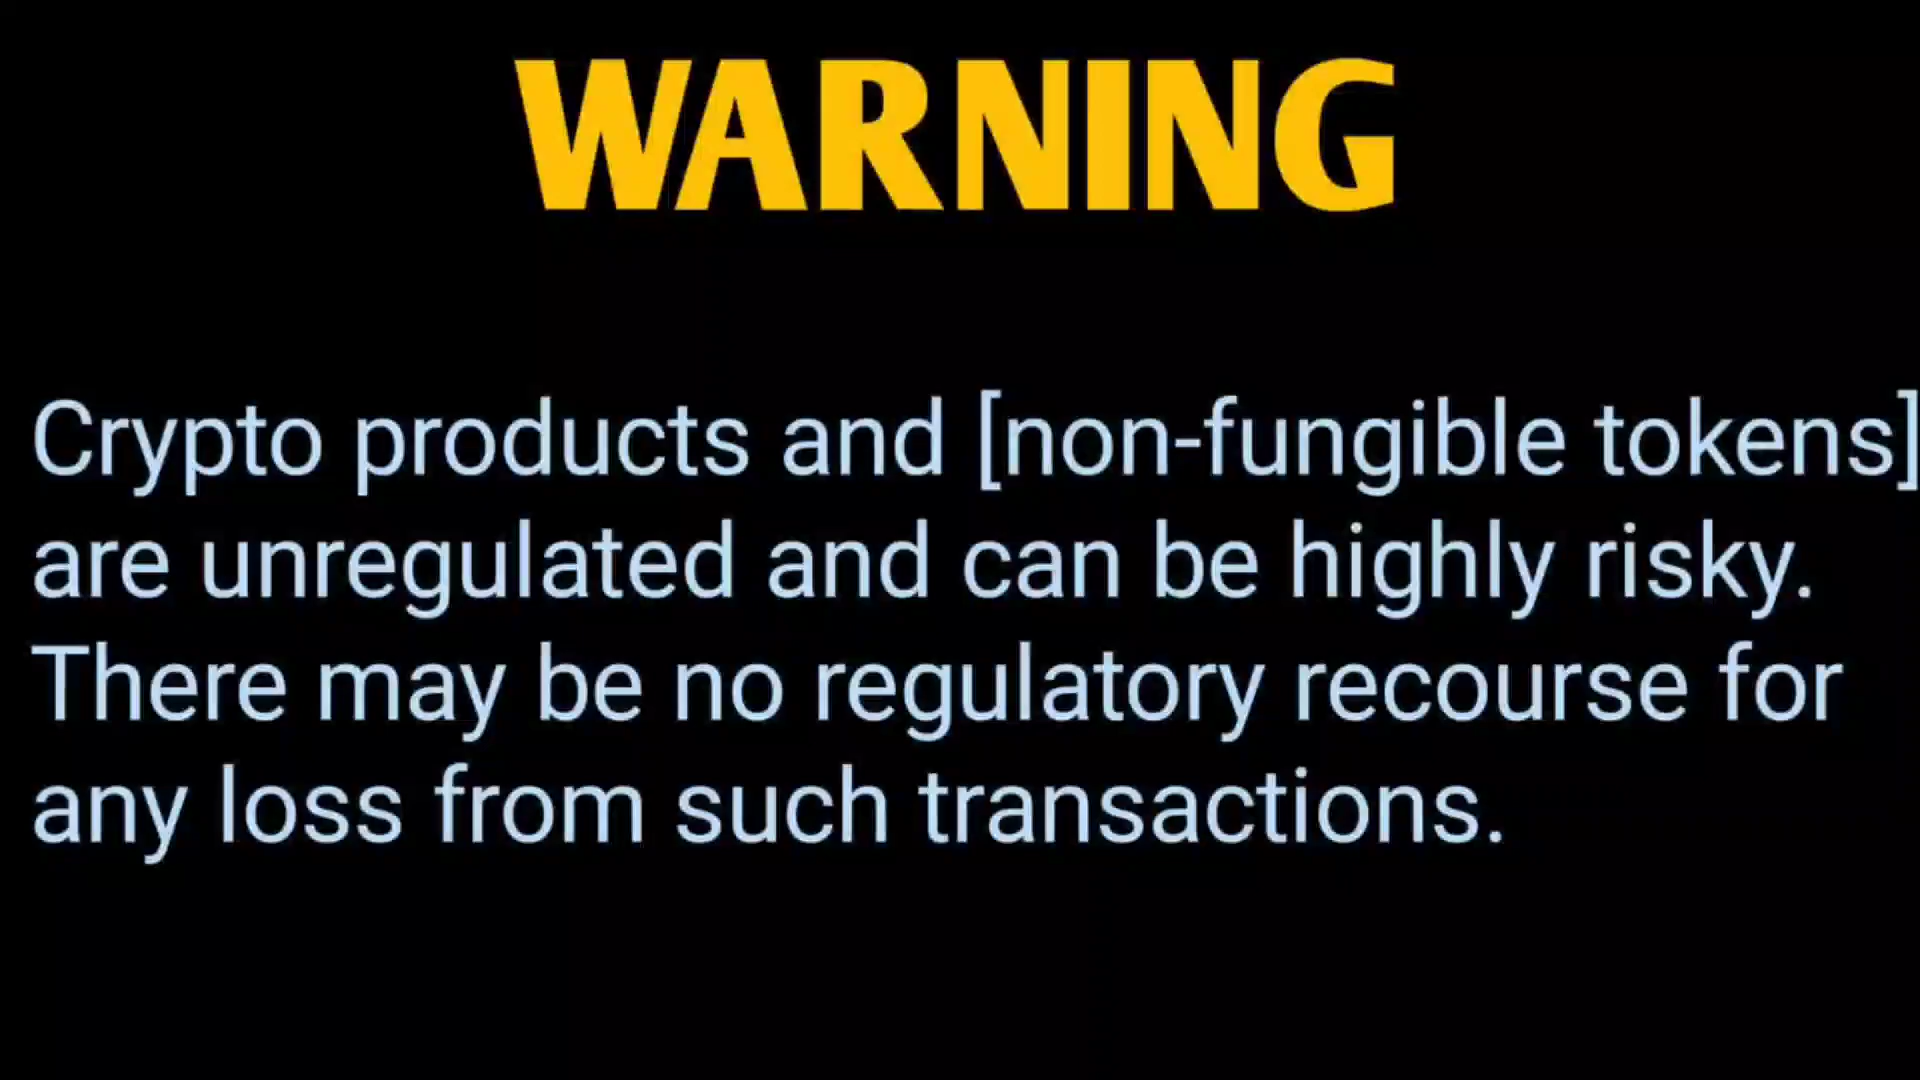 WARNING
Crypto products and [non-fungible tokens]
are unregulated and can be highly risky.
There may be no regulatory recourse for
any loss from such transactions.